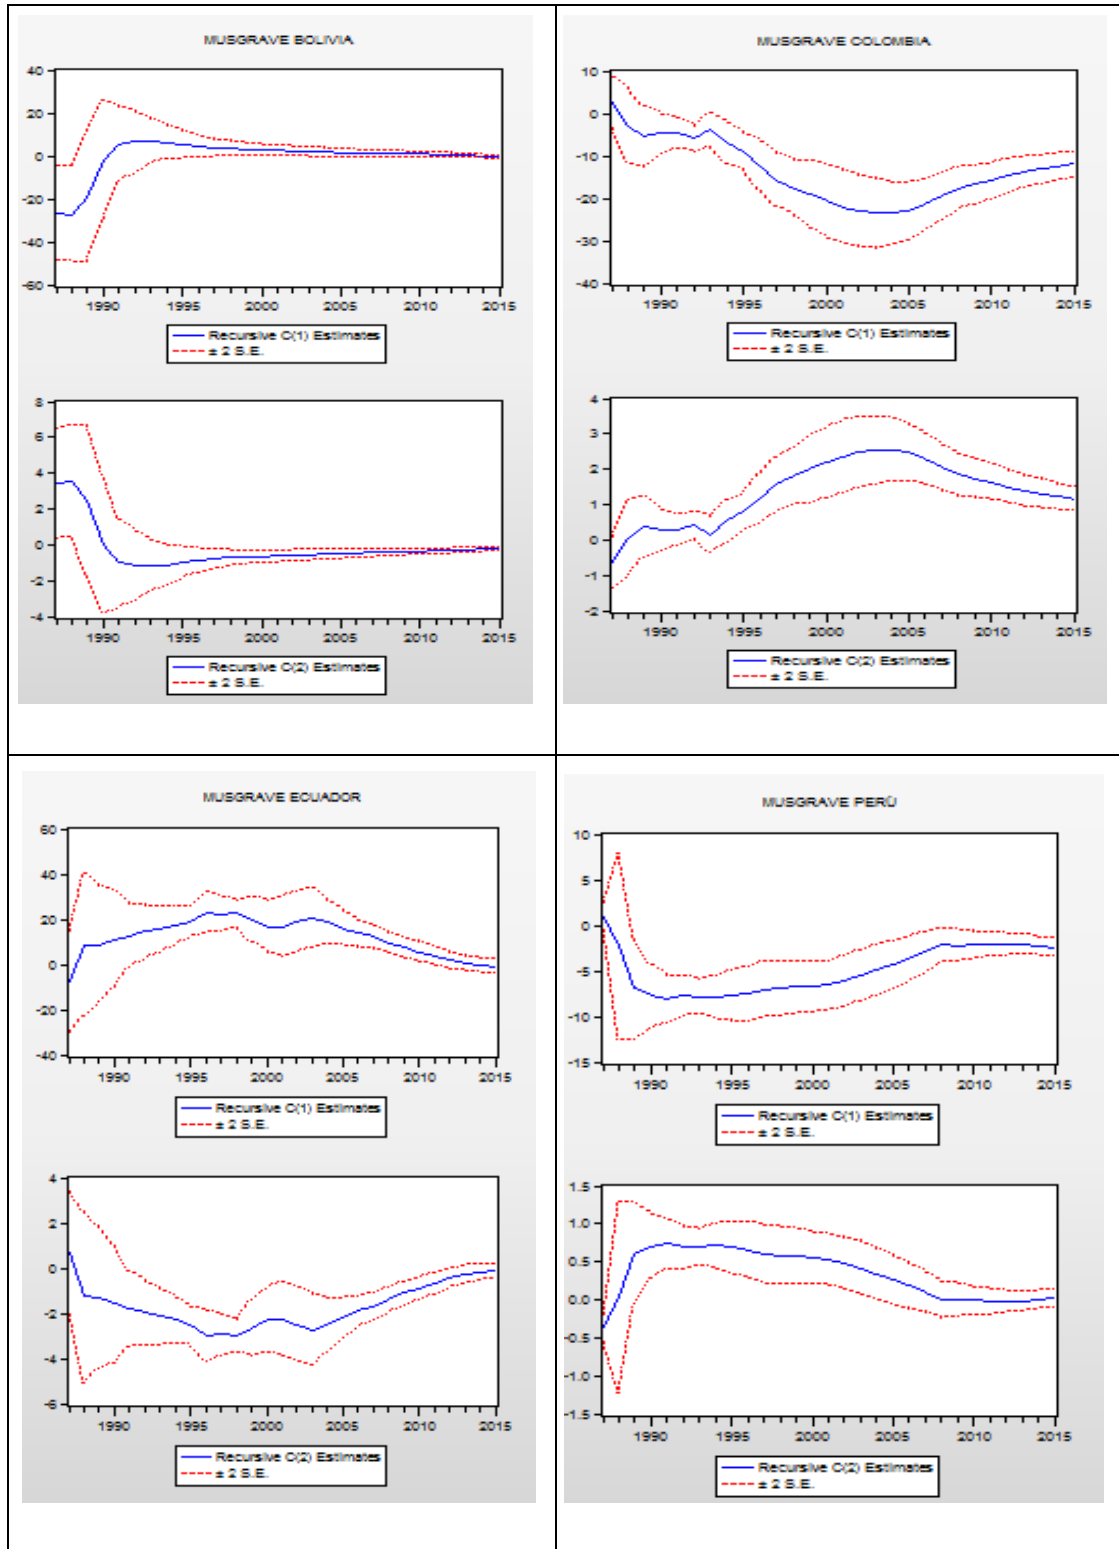 MUSGRAVE BOLIVIA
40
20
0
-20
-40
-60
1990 1995 2000 2005 2010 2015
Recursive C(1) Estimates
± 2 S.E.
8
6
4
2
0
-2
-4
1990 1995 2000 2005 2010 2015
Recursive C(2) Estimates
± 2 S.E.
MUSGRAVE COLOMBIA
10
0
-10
-20
-30
-40
1990 1995 2000 2005 2010 2015
Recursive C(1) Estimates
± 2 S.E.
4
3
2
1
0
-1
-2
1990 1995 2000 2005 2010 2015
Recursive C(2) Estimates
± 2 S.E.
MUSGRAVE ECUADOR
60
40
20
0
-20
-40
1990 1995 2000 2005 2010 2015
Recursive C(1) Estimates
± 2 S.E.
4
2
0
-2
-4
-6
1990 1995 2000 2005 2010 2015
Recursive C(2) Estimates
± 2 S.E.
MUSGRAVE PERÚ
10
5
0
-5
-10
-15
1990 1995 2000 2005 2010 2015
Recursive C(1) Estimates
± 2 S.E.
1.5
1.0
0.5
0.0
-0.5
-1.0
-1.5
1990 1995 2000 2005 2010 2015
Recursive C(2) Estimates
± 2 S.E.